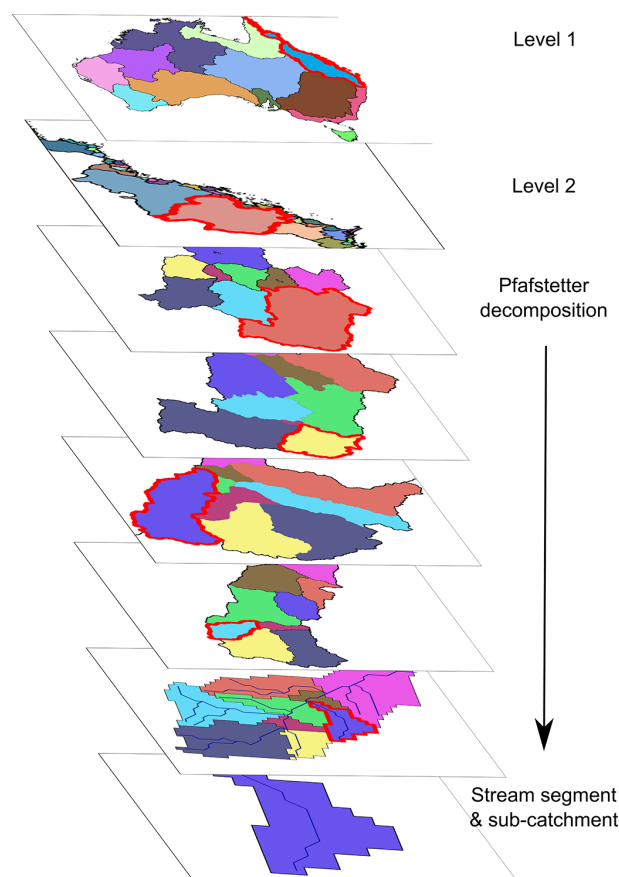 Level 1
Level 2
Pfafstetter
decomposition
Stream segment
& sub-catchment